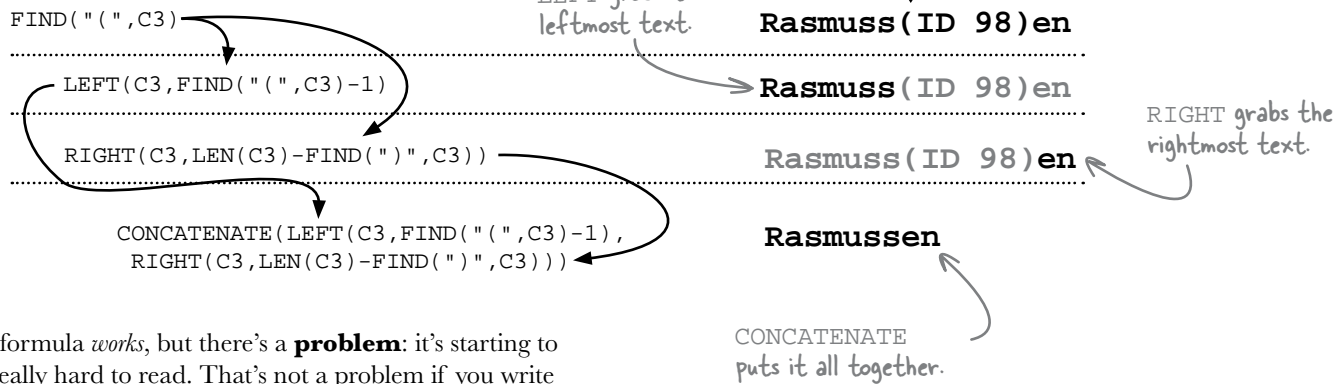 FIND("(",C3)
leftmost text.
Rasmuss(ID 98)en
LEFT(C3,FIND("(",C3)-1)
Rasmuss(ID 98)en
RIGHT grabs the
rightmost text.
RIGHT(C3,LEN(C3)-FIND(")",C3))
Rasmuss(ID 98)en
CONCATENATE(LEFT(C3,FIND("(",C3)-1),
RIGHT(C3,LEN(C3)-FIND(")",C3)))
Rasmussen
CONCATENATE
puts it all together.
formula works, but there's a problem: it's starting to
eally hard to read. That's not a problem if you write